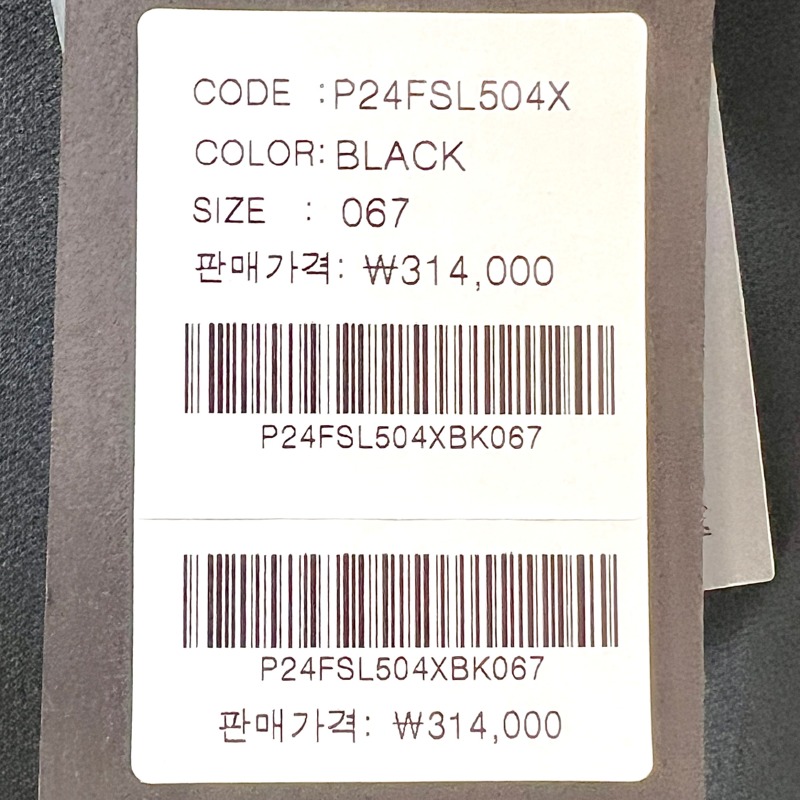 CODE :P24FSL504X
COLOR: BLACK
SIZE : 067
판매가격: ₩314,000
P24FSL504XBK067
P24FSL504XBK067
판매가격: ₩314,000